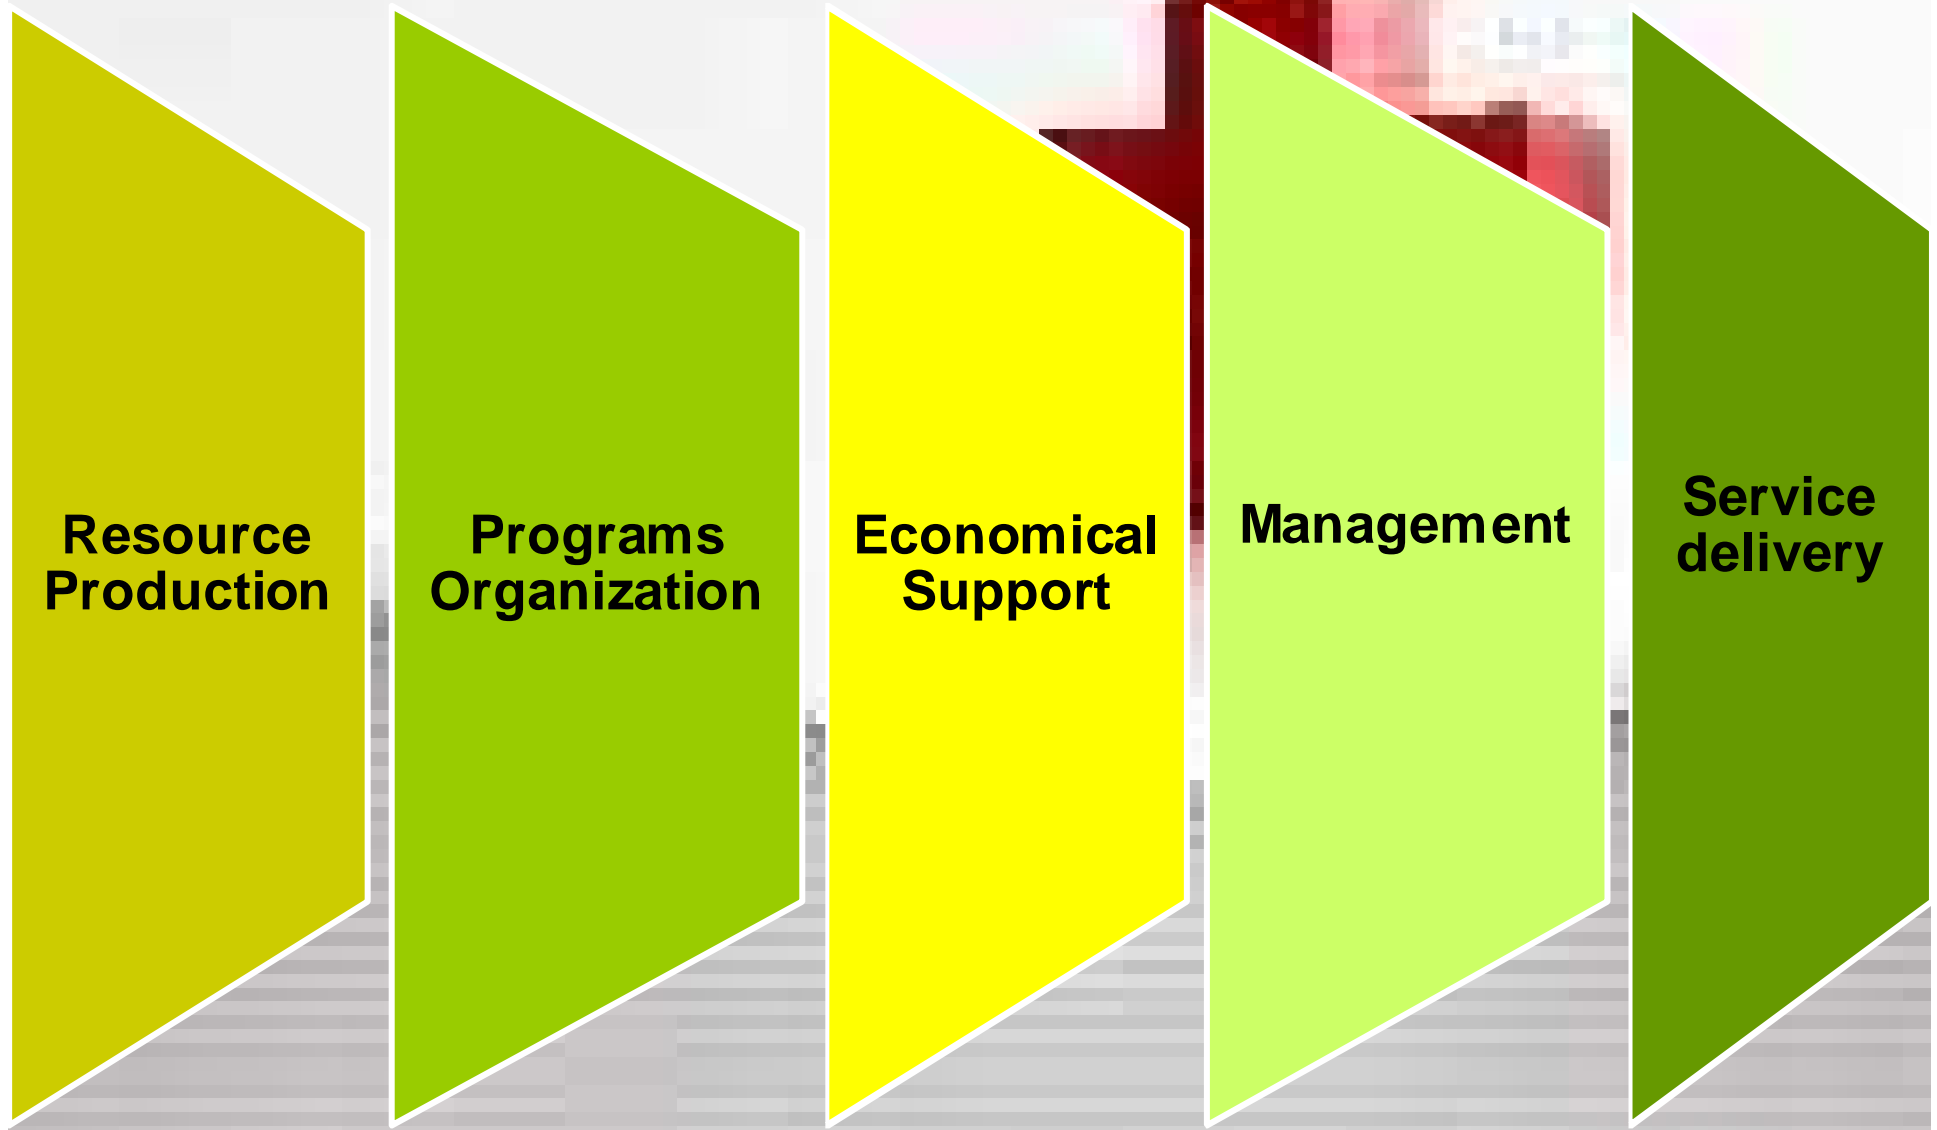 Resource
Production
Programs
Organization
Economical
Support
Management
Service
delivery